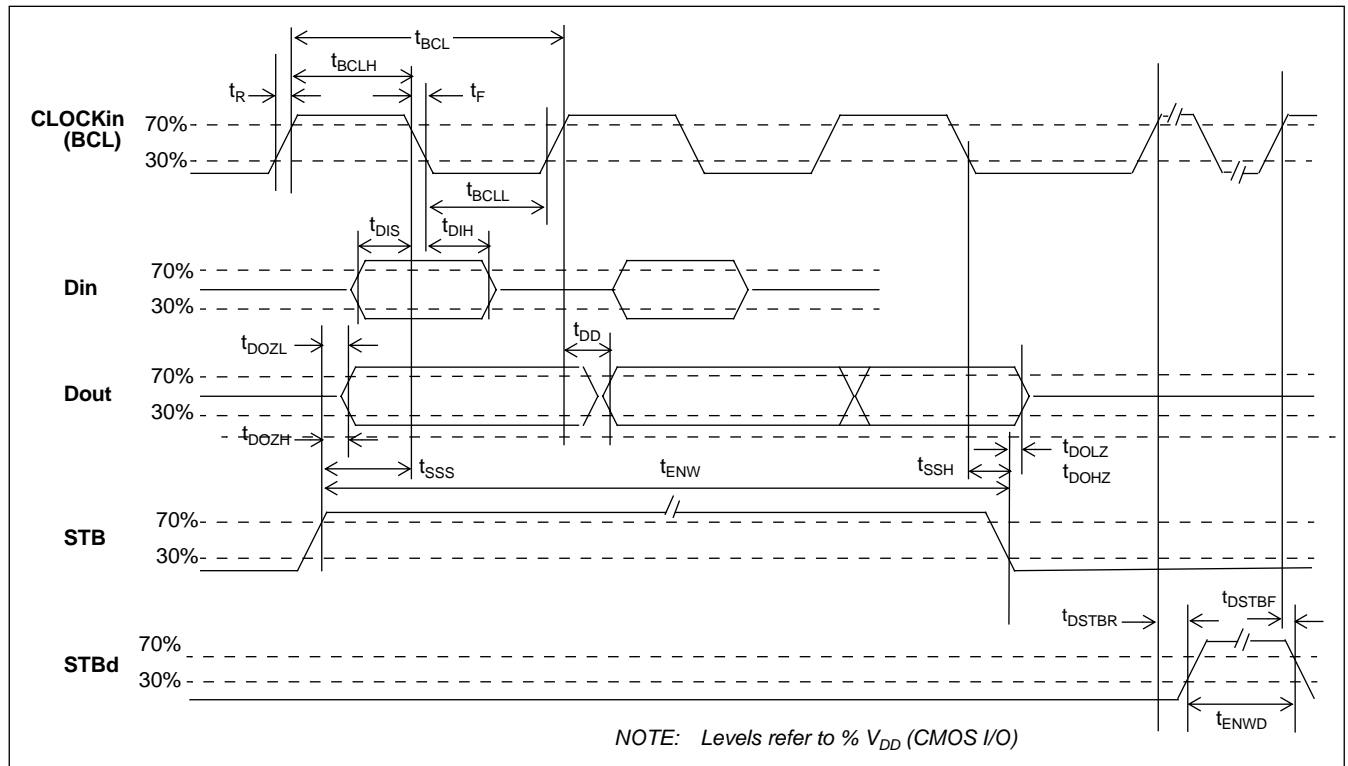 tBCL
tBCLH
tR
tF
CLOCKin
(BCL)
70%
30%
tBCLL
tDIS
tDIH
70%
Din
30%
tDOZL
tDD
70%
Dout
30%
tDOZH
tSSS
tENW
tSSH
tDOLZ
tDOHZ
70%
STB
30%
tDSTBR
tDSTBF
70%
STBd
30%
tENWD
NOTE: Levels refer to % VDD (CMOS I/O)